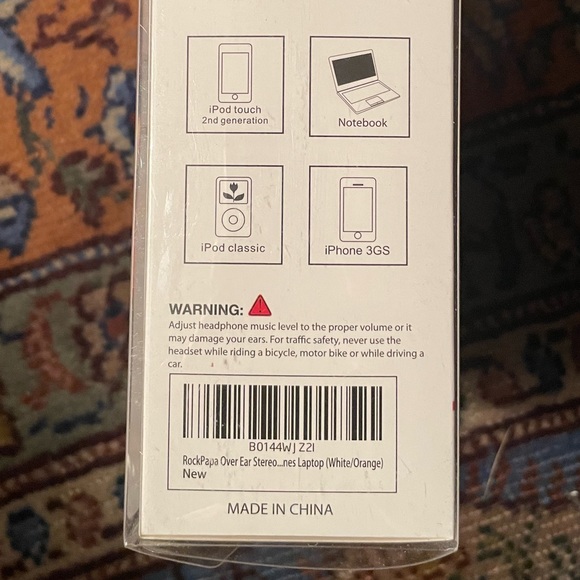 iPod touch
2nd generation
Notebook
iPod classic
iPhone 3GS
WARNING:
Adjust headphone music level to the proper volume or it
may damage your ears. For traffic safety, never use the
headset while riding a bicycle, motor bike or while driving a
car.
B0144WJZ2I
RockPapa Over Ear Stereo...nes Laptop (White/Orange)
New
MADE IN CHINA